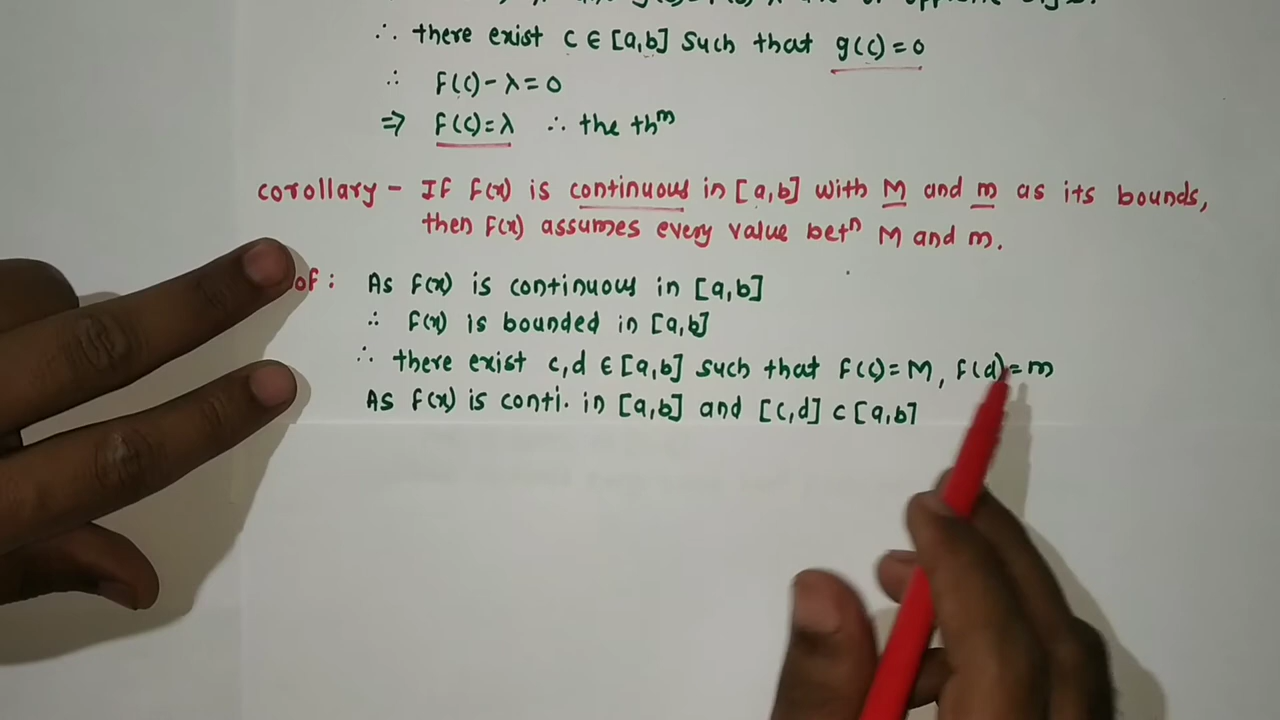 ∴ there exist c ∈ [a,b] such that g(c) = 0
∴ f(c) - λ = 0
⇒ f(c) = λ ∴ the thᵐ
corollary - If f(x) is continuous in [a,b] with M and m as its bounds,
then f(x) assumes every value betⁿ M and m.
of : As f(x) is continuous in [a,b]
∴ f(x) is bounded in [a,b]
∴ there exist c,d ∈ [a,b] such that f(c) = M, f(d) = m
As f(x) is conti. in [a,b] and [c,d] ⊂ [a,b]